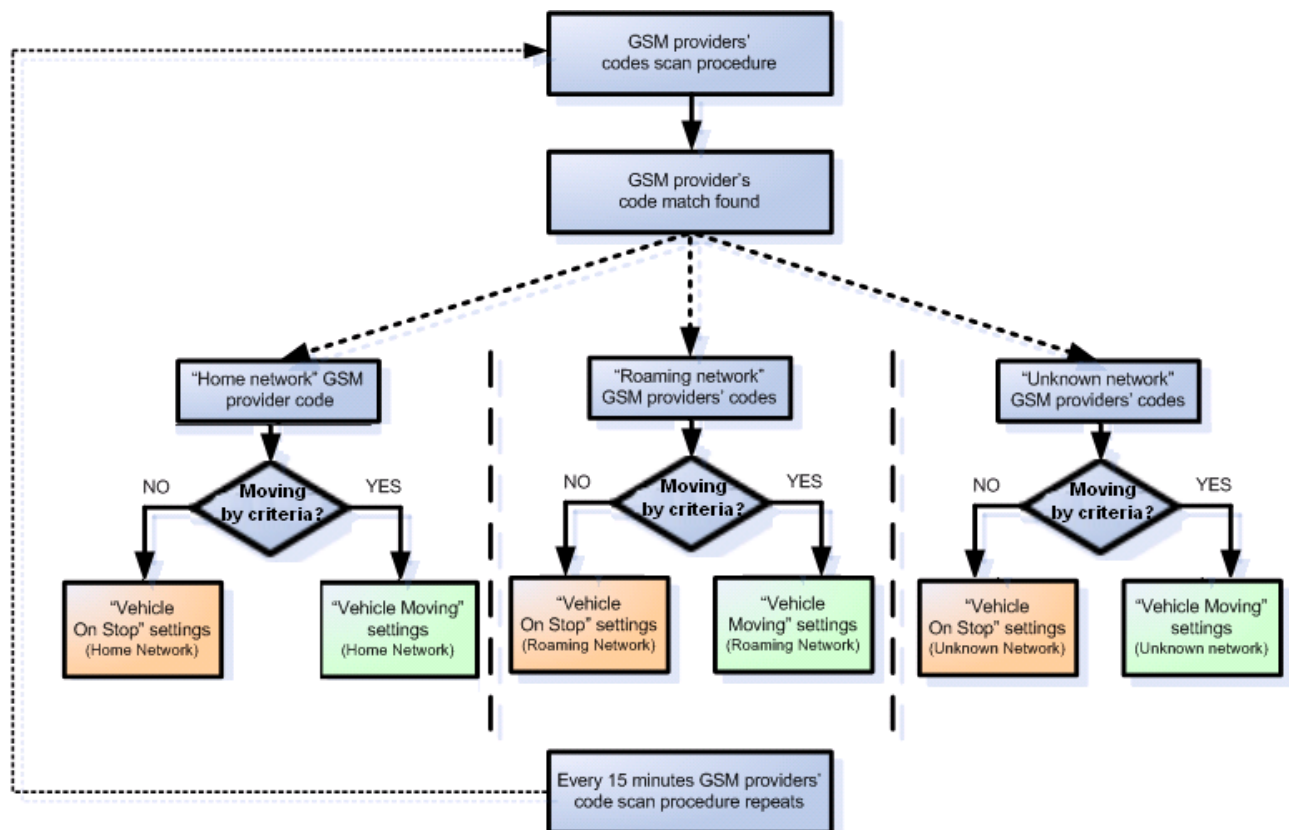 GSM providers'
codes scan procedure
GSM provider's
code match found
"Home network" GSM
provider code
"Roaming network"
GSM providers' codes
"Unknown network"
GSM providers' codes
NO
Moving
by criteria?
YES
NO
Moving
by criteria?
YES
NO
Moving
by criteria?
YES
"Vehicle
On Stop" settings
(Home Network)
"Vehicle Moving"
settings
(Home Network)
"Vehicle
On Stop" settings
(Roaming Network)
"Vehicle
Moving" settings
(Roaming Network)
"Vehicle
On Stop" settings
(Unknown Network)
"Vehicle Moving"
settings
(Unknown network)
Every 15 minutes GSM providers'
code scan procedure repeats